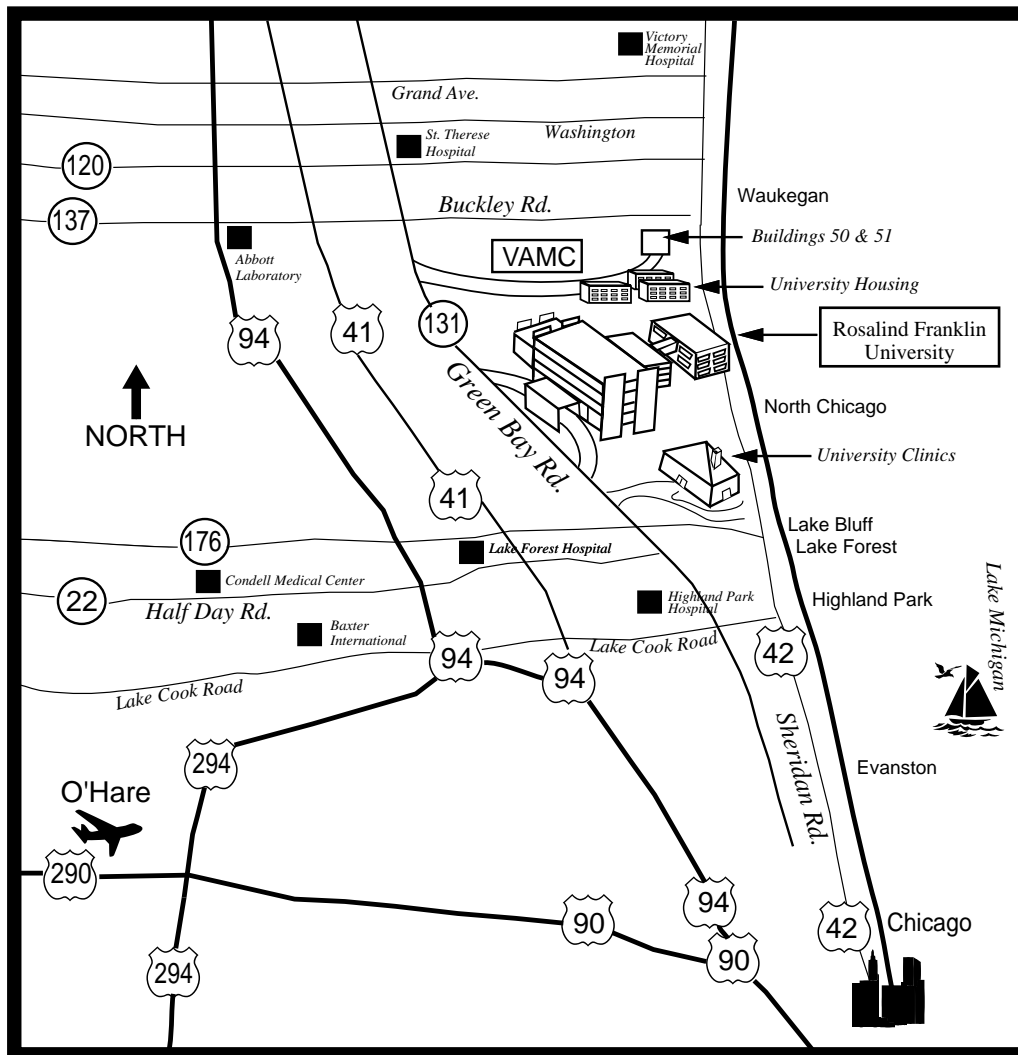 Victory
Memorial
Hospital
Grand Ave.
Washington
St. Therese
Hospital
120
Waukegan
137
Buckley Rd.
Buildings 50 & 51
Abbott
Laboratory
VAMC
University Housing
94
41
131
Rosalind Franklin
University
Green Bay Rd.
North Chicago
NORTH
University Clinics
41
Lake Bluff
Lake Forest
176
Lake Forest Hospital
Condell Medical Center
22
Half Day Rd.
Highland Park
Hospital
Highland Park
Lake Michigan
Baxter
International
Lake Cook Road
42
94
94
Lake Cook Road
Sheridan Rd.
294
Evanston
O'Hare
290
94
90
42
Chicago
90
294